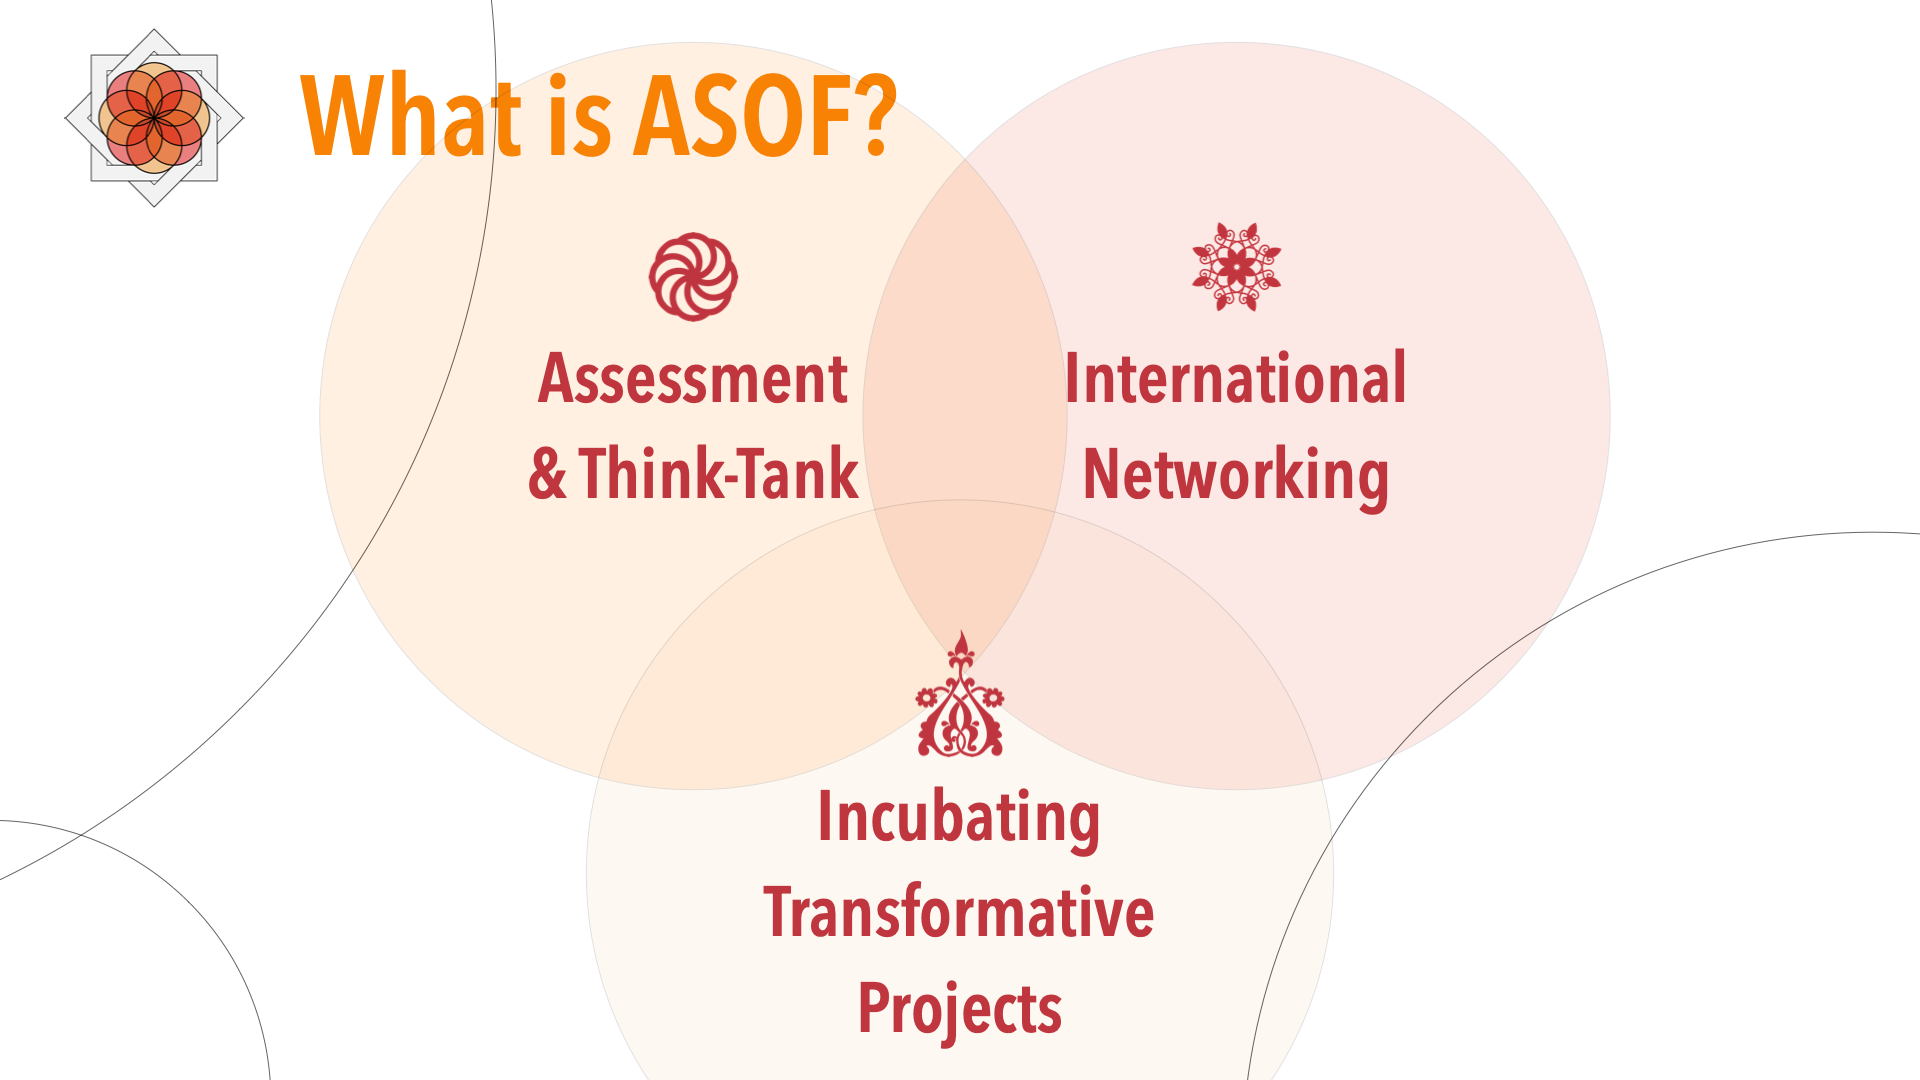 What is ASOF?
Assessment
& Think-Tank
International
Networking
Incubating
Transformative
Projects